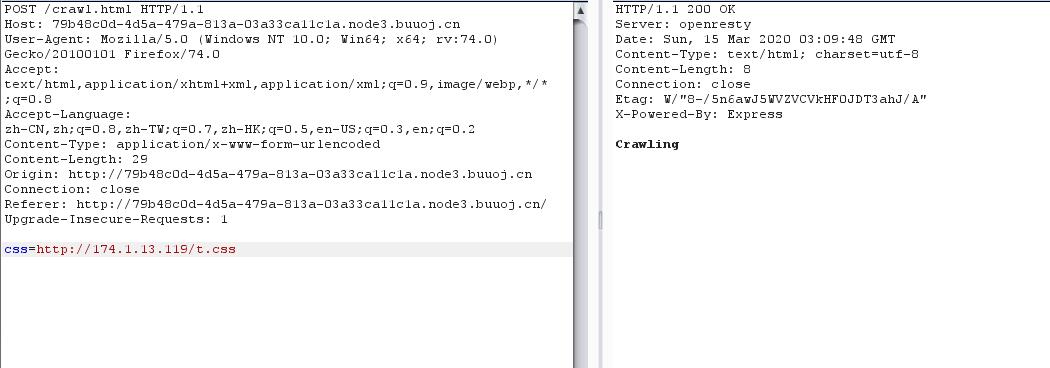 POST /crawl.html HTTP/1.1
Host: 79b48c0d-4d5a-479a-813a-03a33ca11c1a.node3.buuoj.cn
User-Agent: Mozilla/5.0 (Windows NT 10.0; Win64; x64; rv:74.0)
Gecko/20100101 Firefox/74.0
Accept:
text/html,application/xhtml+xml,application/xml;q=0.9,image/webp,*/*
;q=0.8
Accept-Language:
zh-CN,zh;q=0.8,zh-TW;q=0.7,zh-HK;q=0.5,en-US;q=0.3,en;q=0.2
Content-Type: application/x-www-form-urlencoded
Content-Length: 29
Origin: http://79b48c0d-4d5a-479a-813a-03a33ca11c1a.node3.buuoj.cn
Connection: close
Referer: http://79b48c0d-4d5a-479a-813a-03a33ca11c1a.node3.buuoj.cn/
Upgrade-Insecure-Requests: 1
css=http://174.1.13.119/t.css
HTTP/1.1 200 OK
Server: openresty
Date: Sun, 15 Mar 2020 03:09:48 GMT
Content-Type: text/html; charset=utf-8
Content-Length: 8
Connection: close
Etag: W/"8-/5n6awJ5WVZVCVkHF0JDT3ahJ/A"
X-Powered-By: Express
Crawling